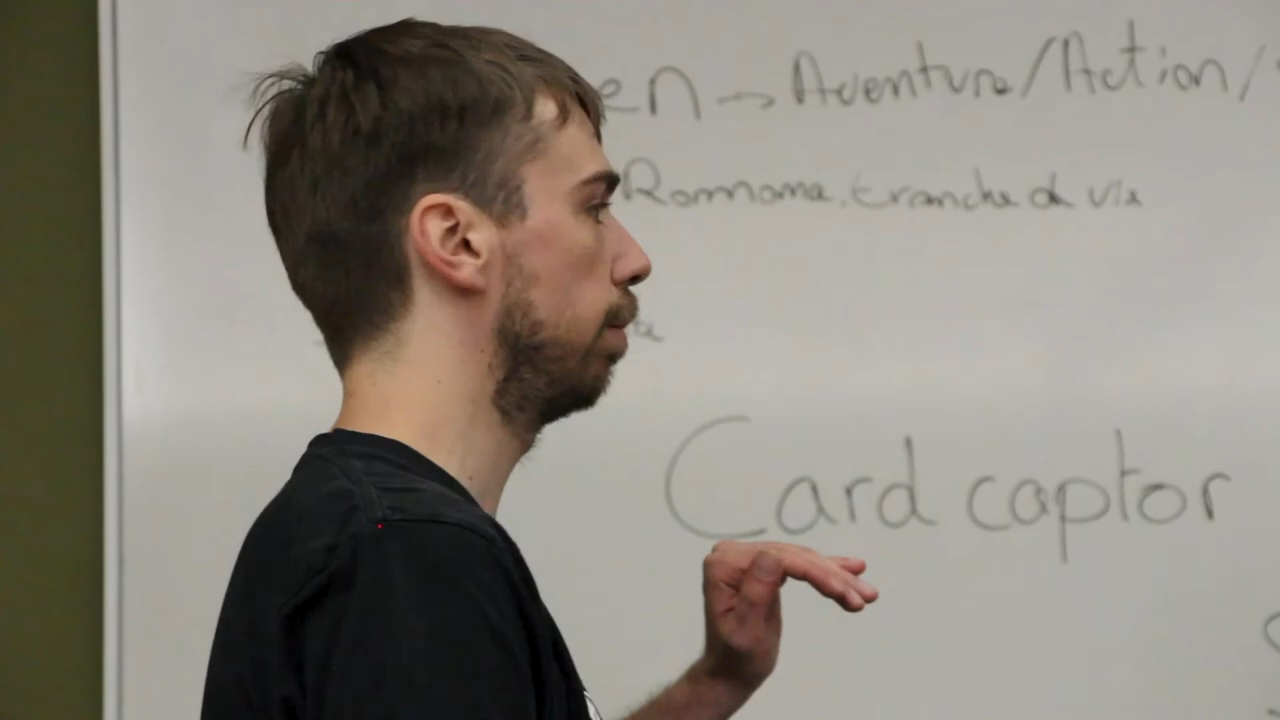 en → Aventure/Action/
Romance, tranche de vie
Card captor